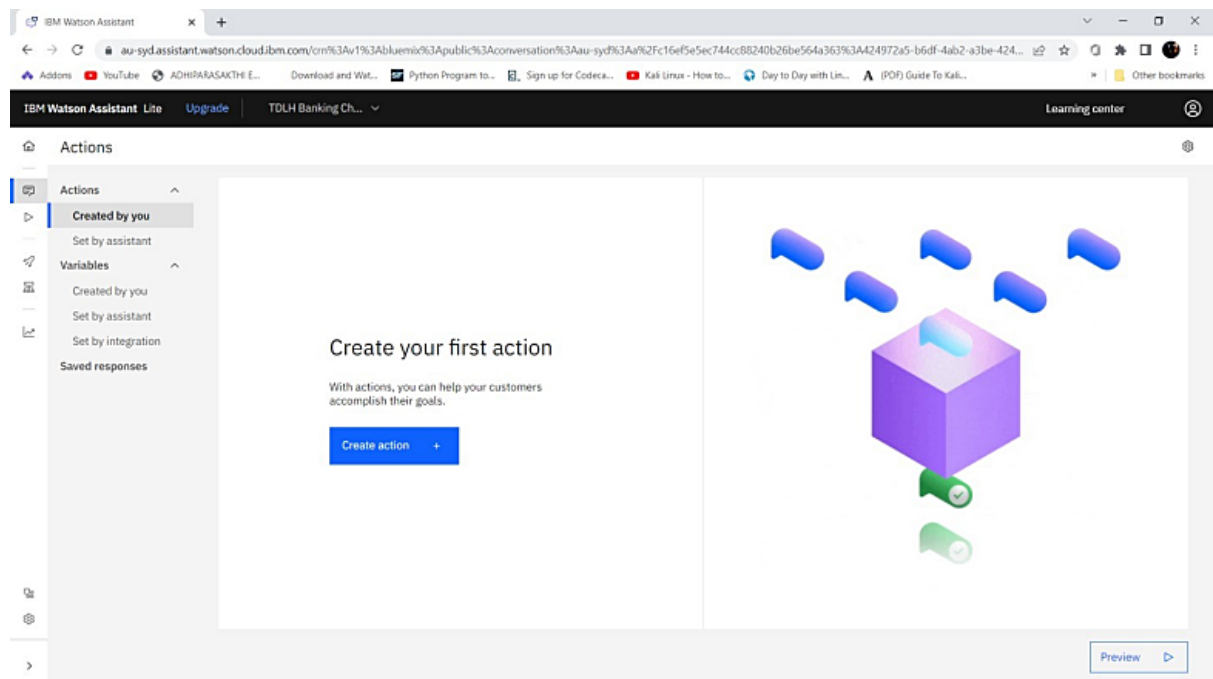 IBM Watson Assistant
au-syd.assistant.watson.cloud.ibm.com/crn%3Av1%3Abluemix%3Apublic%3Aconversation%3Aau-syd%3Aa%2Fc16ef5e5ec744cc88240b26be564a363%3A424972a5-b6df-4ab2-a3be-424...
Addons YouTube ADHIPARASAKTHI E... Download and Wat... Python Program to... Sign up for Codeca... Kali Linux - How to... Day to Day with Lin... (PDF) Guide To Kali... » Other bookmarks
IBM Watson Assistant Lite Upgrade TDLH Banking Ch... Learning center
Actions
Actions
Created by you
Set by assistant
Variables
Created by you
Set by assistant
Set by integration
Saved responses
Create your first action
With actions, you can help your customers
accomplish their goals.
Create action +
Preview